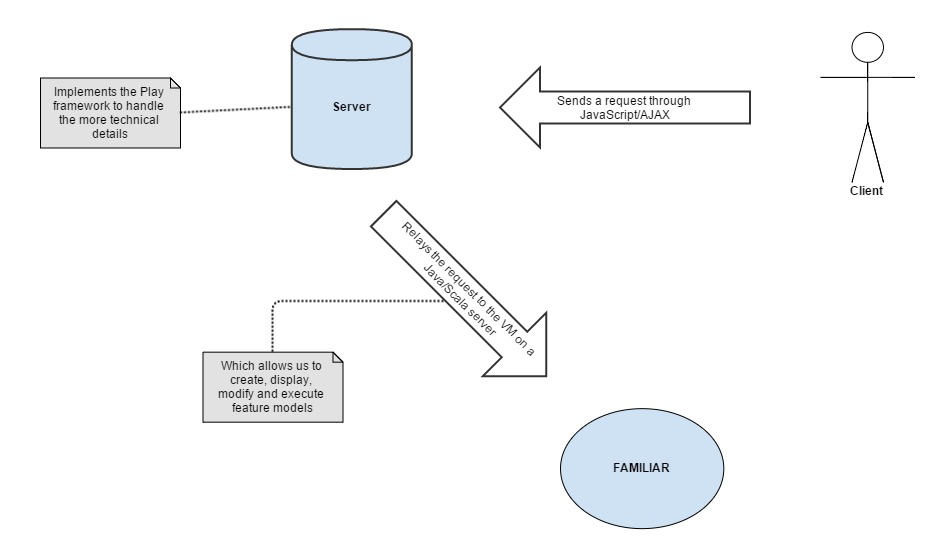 Implements the Play
framework to handle
the more technical
details
Server
Sends a request through
JavaScript/AJAX
Client
Relays the request to the VM on a
Java/Scala server
Which allows us to
create, display,
modify and execute
feature models
FAMILIAR